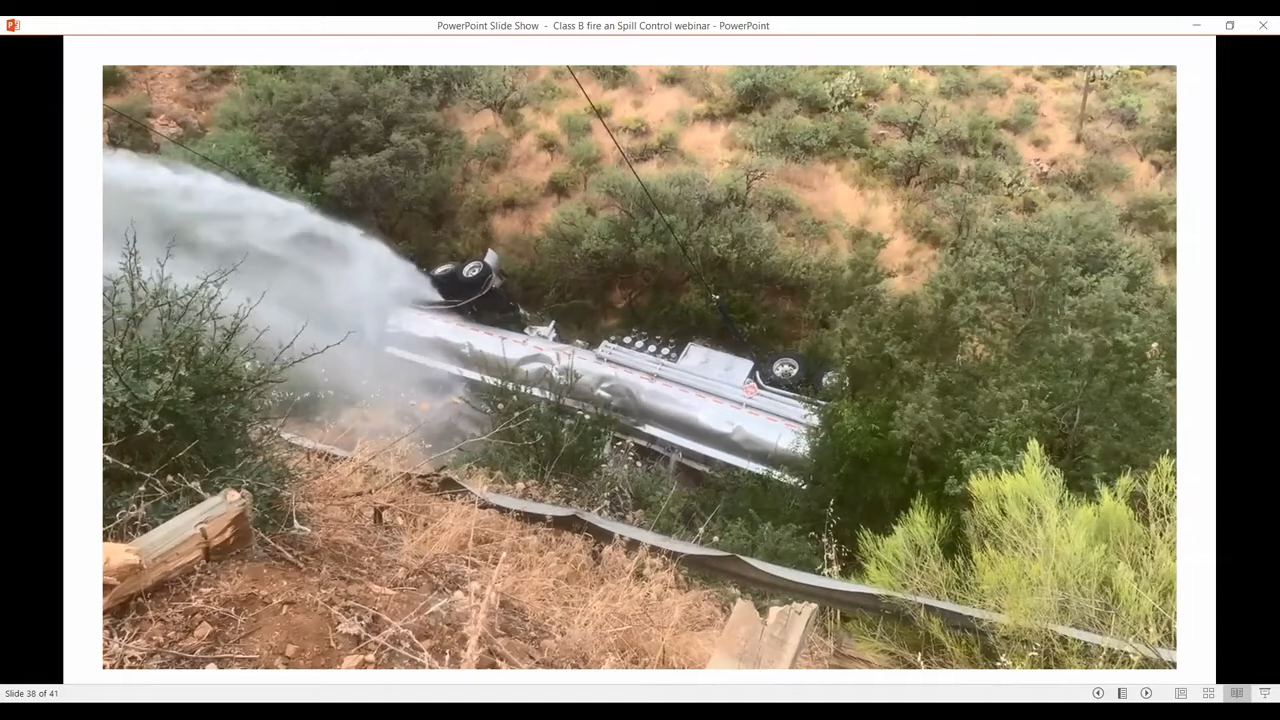 PowerPoint Slide Show - Class B fire an Spill Control webinar - PowerPoint
Slide 38 of 41